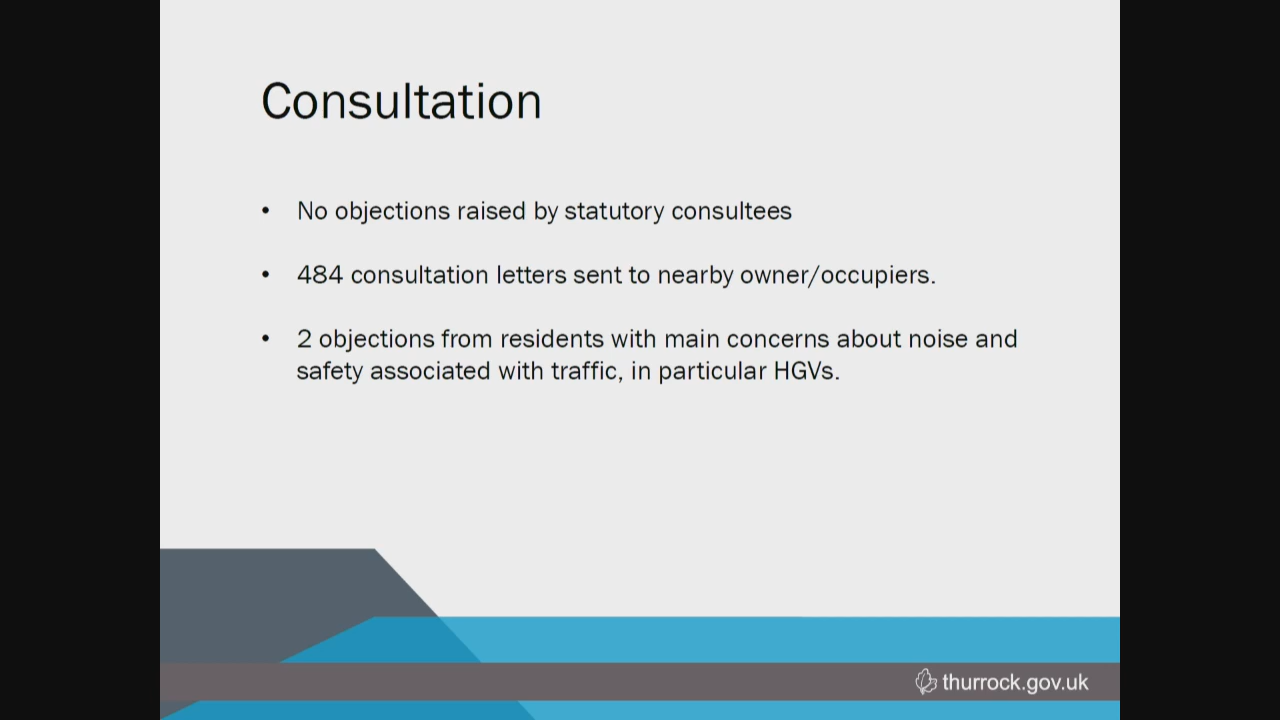 Consultation
• No objections raised by statutory consultees
• 484 consultation letters sent to nearby owner/occupiers.
• 2 objections from residents with main concerns about noise and
safety associated with traffic, in particular HGVs.
thurrock.gov.uk